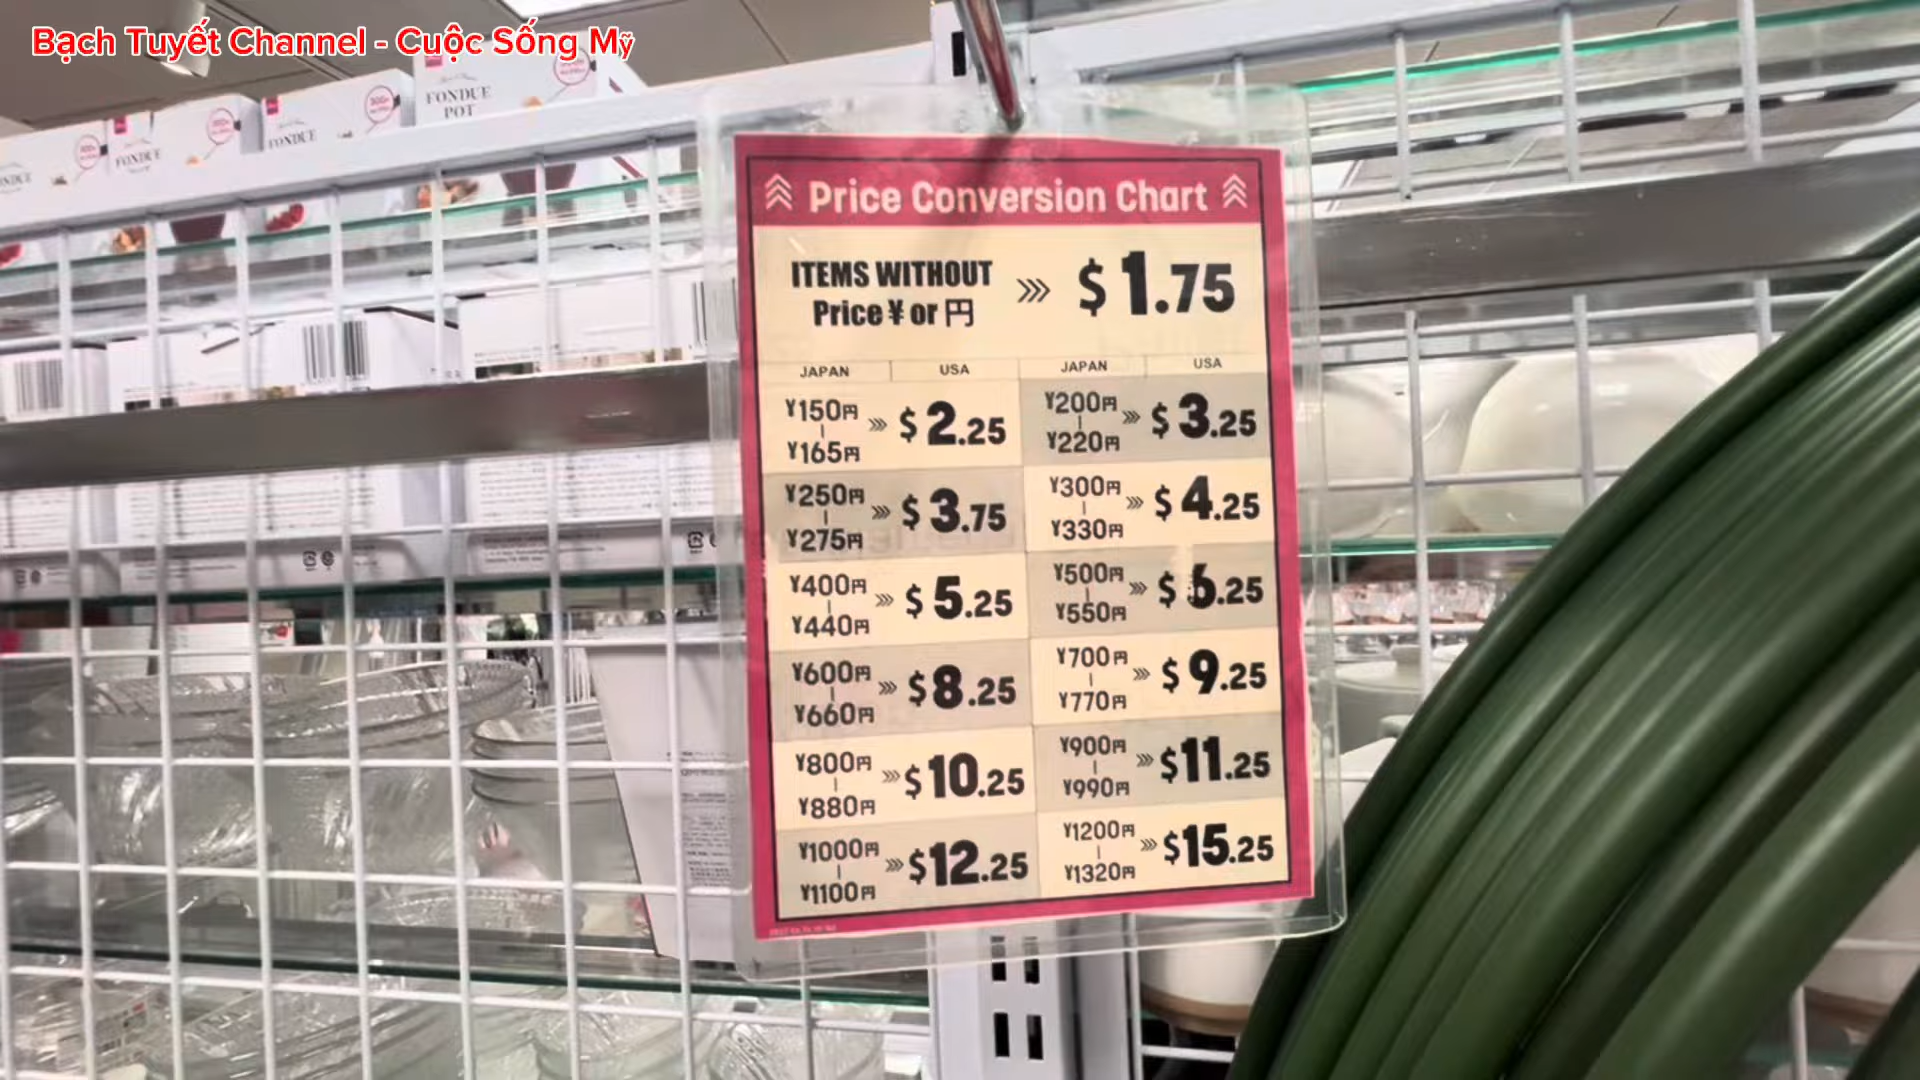 Bạch Tuyết Channel - Cuộc Sống Mỹ
FONDUE
POT
FONDUE
FONDUE
Price Conversion Chart
ITEMS WITHOUT
Price ¥ or 円
$1.75
JAPAN USA JAPAN USA
¥150円 - ¥165円 $2.25
¥200円 - ¥220円 $3.25
¥250円 - ¥275円 $3.75
¥300円 - ¥330円 $4.25
¥400円 - ¥440円 $5.25
¥500円 - ¥550円 $6.25
¥600円 - ¥660円 $8.25
¥700円 - ¥770円 $9.25
¥800円 - ¥880円 $10.25
¥900円 - ¥990円 $11.25
¥1000円 - ¥1100円 $12.25
¥1200円 - ¥1320円 $15.25